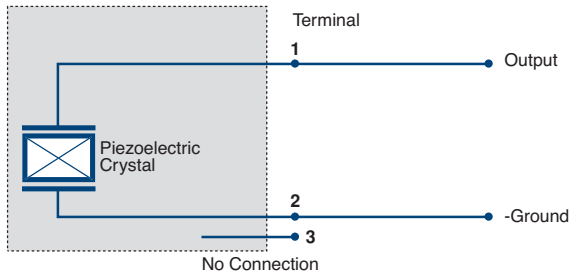 Terminal
1
Output
Piezoelectric
Crystal
2
-Ground
3
No Connection